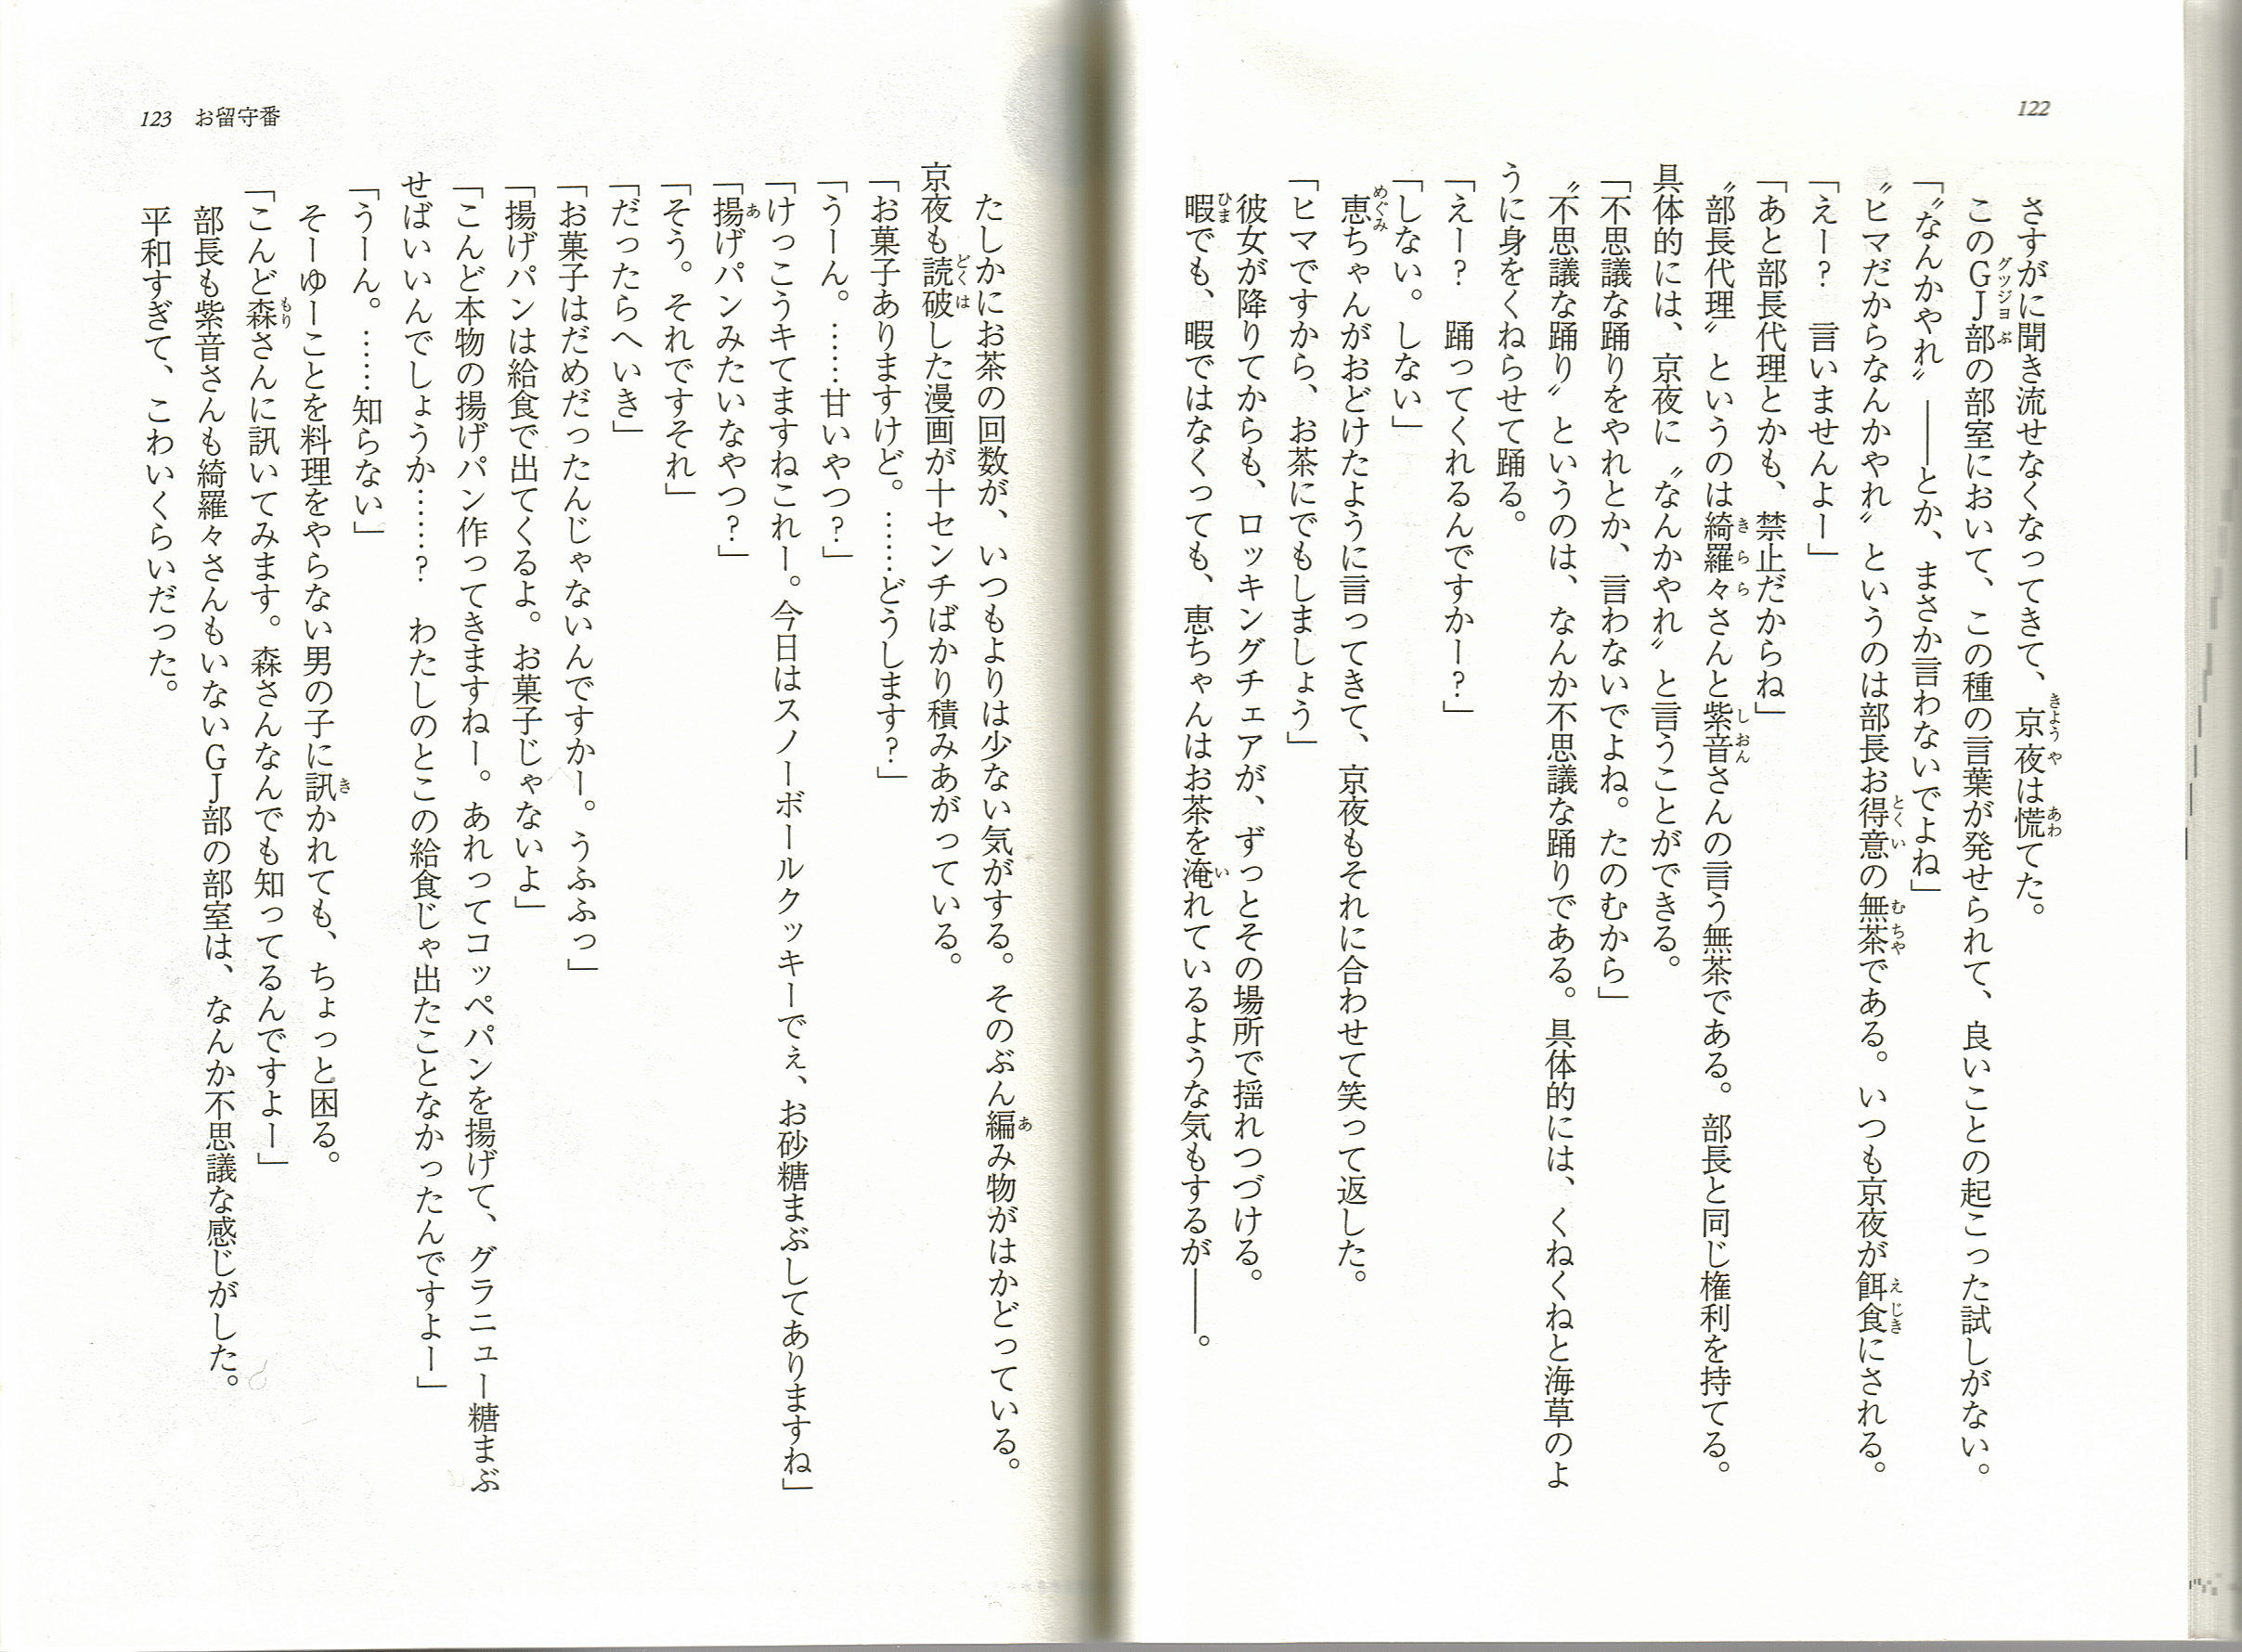 122
さすがに聞き流せなくなってきて、京夜は慌てた。
このＧＪ部の部室において、この種の言葉が発せられて、良いことの起こった試しがない。
「〝なんかやれ〟――とか、まさか言わないでよね」
〝ヒマだからなんかやれ〟というのは部長お得意の無茶である。いつも京夜が餌食にされる。
「えー？　言いませんよー」
「あと部長代理とかも、禁止だからね」
〝部長代理〟というのは綺羅々さんと紫音さんの言う無茶である。部長と同じ権利を持てる。
具体的には、京夜に〝なんかやれ〟と言うことができる。
「不思議な踊りをやれとか、言わないでよね。たのむから」
〝不思議な踊り〟というのは、なんか不思議な踊りである。具体的には、くねくねと海草のよ
うに身をくねらせて踊る。
「えー？　踊ってくれるんですかー？」
「しない。しない」
恵ちゃんがおどけたように言ってきて、京夜もそれに合わせて笑って返した。
「ヒマですから、お茶にでもしましょう」
彼女が降りてからも、ロッキングチェアが、ずっとその場所で揺れつづける。
暇でも、暇ではなくっても、恵ちゃんはお茶を淹れているような気もするが――。
123　お留守番
たしかにお茶の回数が、いつもよりは少ない気がする。そのぶん編み物がはかどっている。
京夜も読破した漫画が十センチばかり積みあがっている。
「お菓子ありますけど。……どうします？」
「うーん。……甘いやつ？」
「けっこうキてますねこれー。今日はスノーボールクッキーでぇ、お砂糖まぶしてありますね」
「揚げパンみたいなやつ？」
「そう。それですそれ」
「だったらへいき」
「お菓子はだめだったんじゃないんですかー。うふふっ」
「揚げパンは給食で出てくるよ。お菓子じゃないよ」
「こんど本物の揚げパン作ってきますねー。あれってコッペパンを揚げて、グラニュー糖まぶ
せばいいんでしょうか……？　わたしのとこの給食じゃ出たことなかったんですよー」
「うーん。……知らない」
そーゆーことを料理をやらない男の子に訊かれても、ちょっと困る。
「こんど森さんに訊いてみます。森さんなんでも知ってるんですよー」
部長も紫音さんも綺羅々さんもいないＧＪ部の部室は、なんか不思議な感じがした。
平和すぎて、こわいくらいだった。